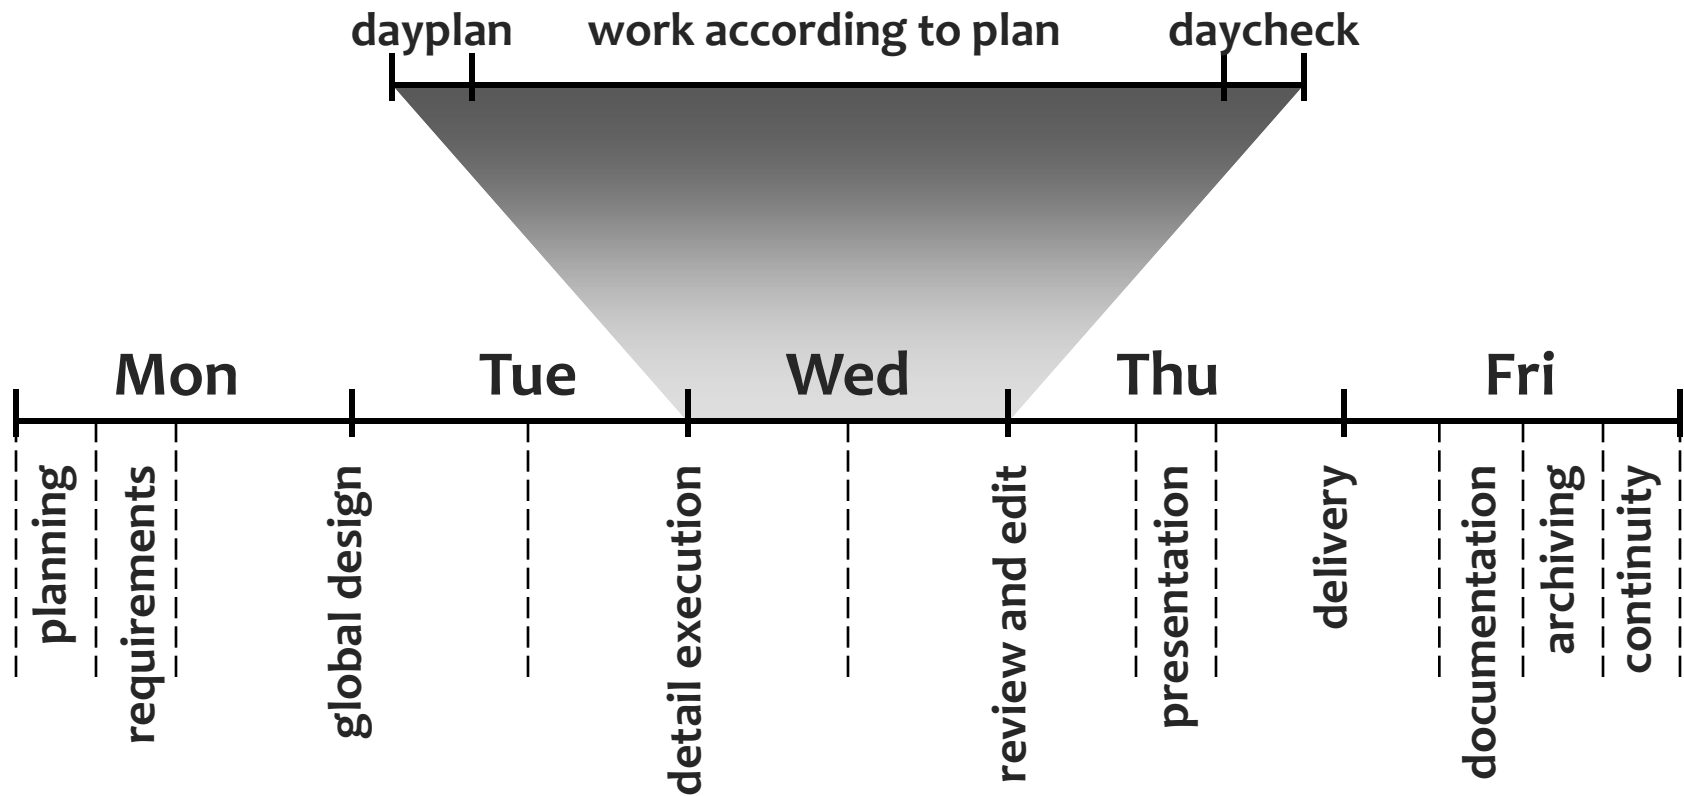 dayplan work according to plan daycheck
Mon Tue Wed Thu Fri
planning
requirements
global design
detail execution
review and edit
presentation
delivery
documentation
archiving
continuity